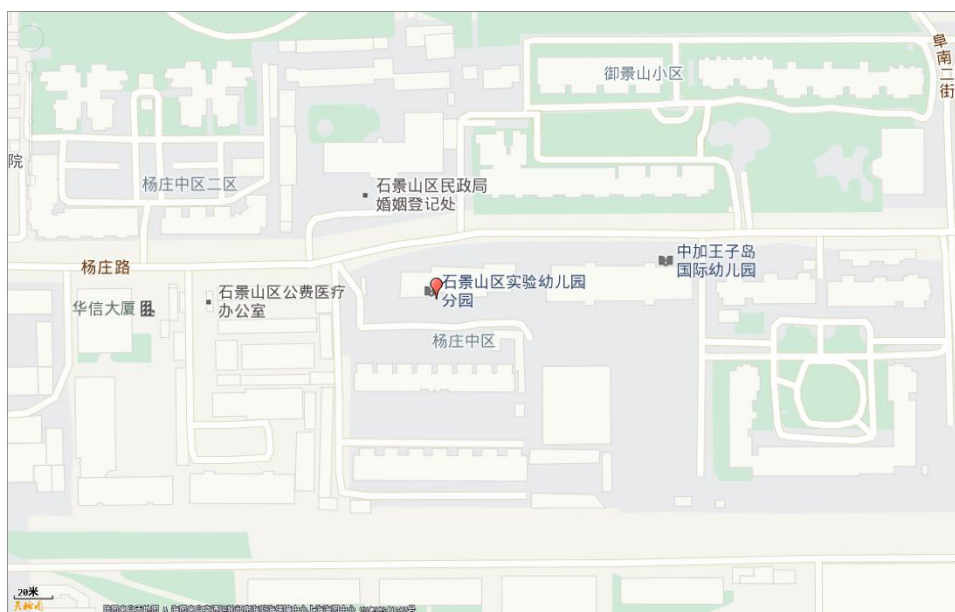 阜南二街
御景山小区
院
杨庄中区二区
石景山区民政局
婚姻登记处
中加王子岛
国际幼儿园
杨庄路
石景山区实验幼儿园
分园
石景山区公费医疗
办公室
华信大厦
杨庄中区
20米
天地图